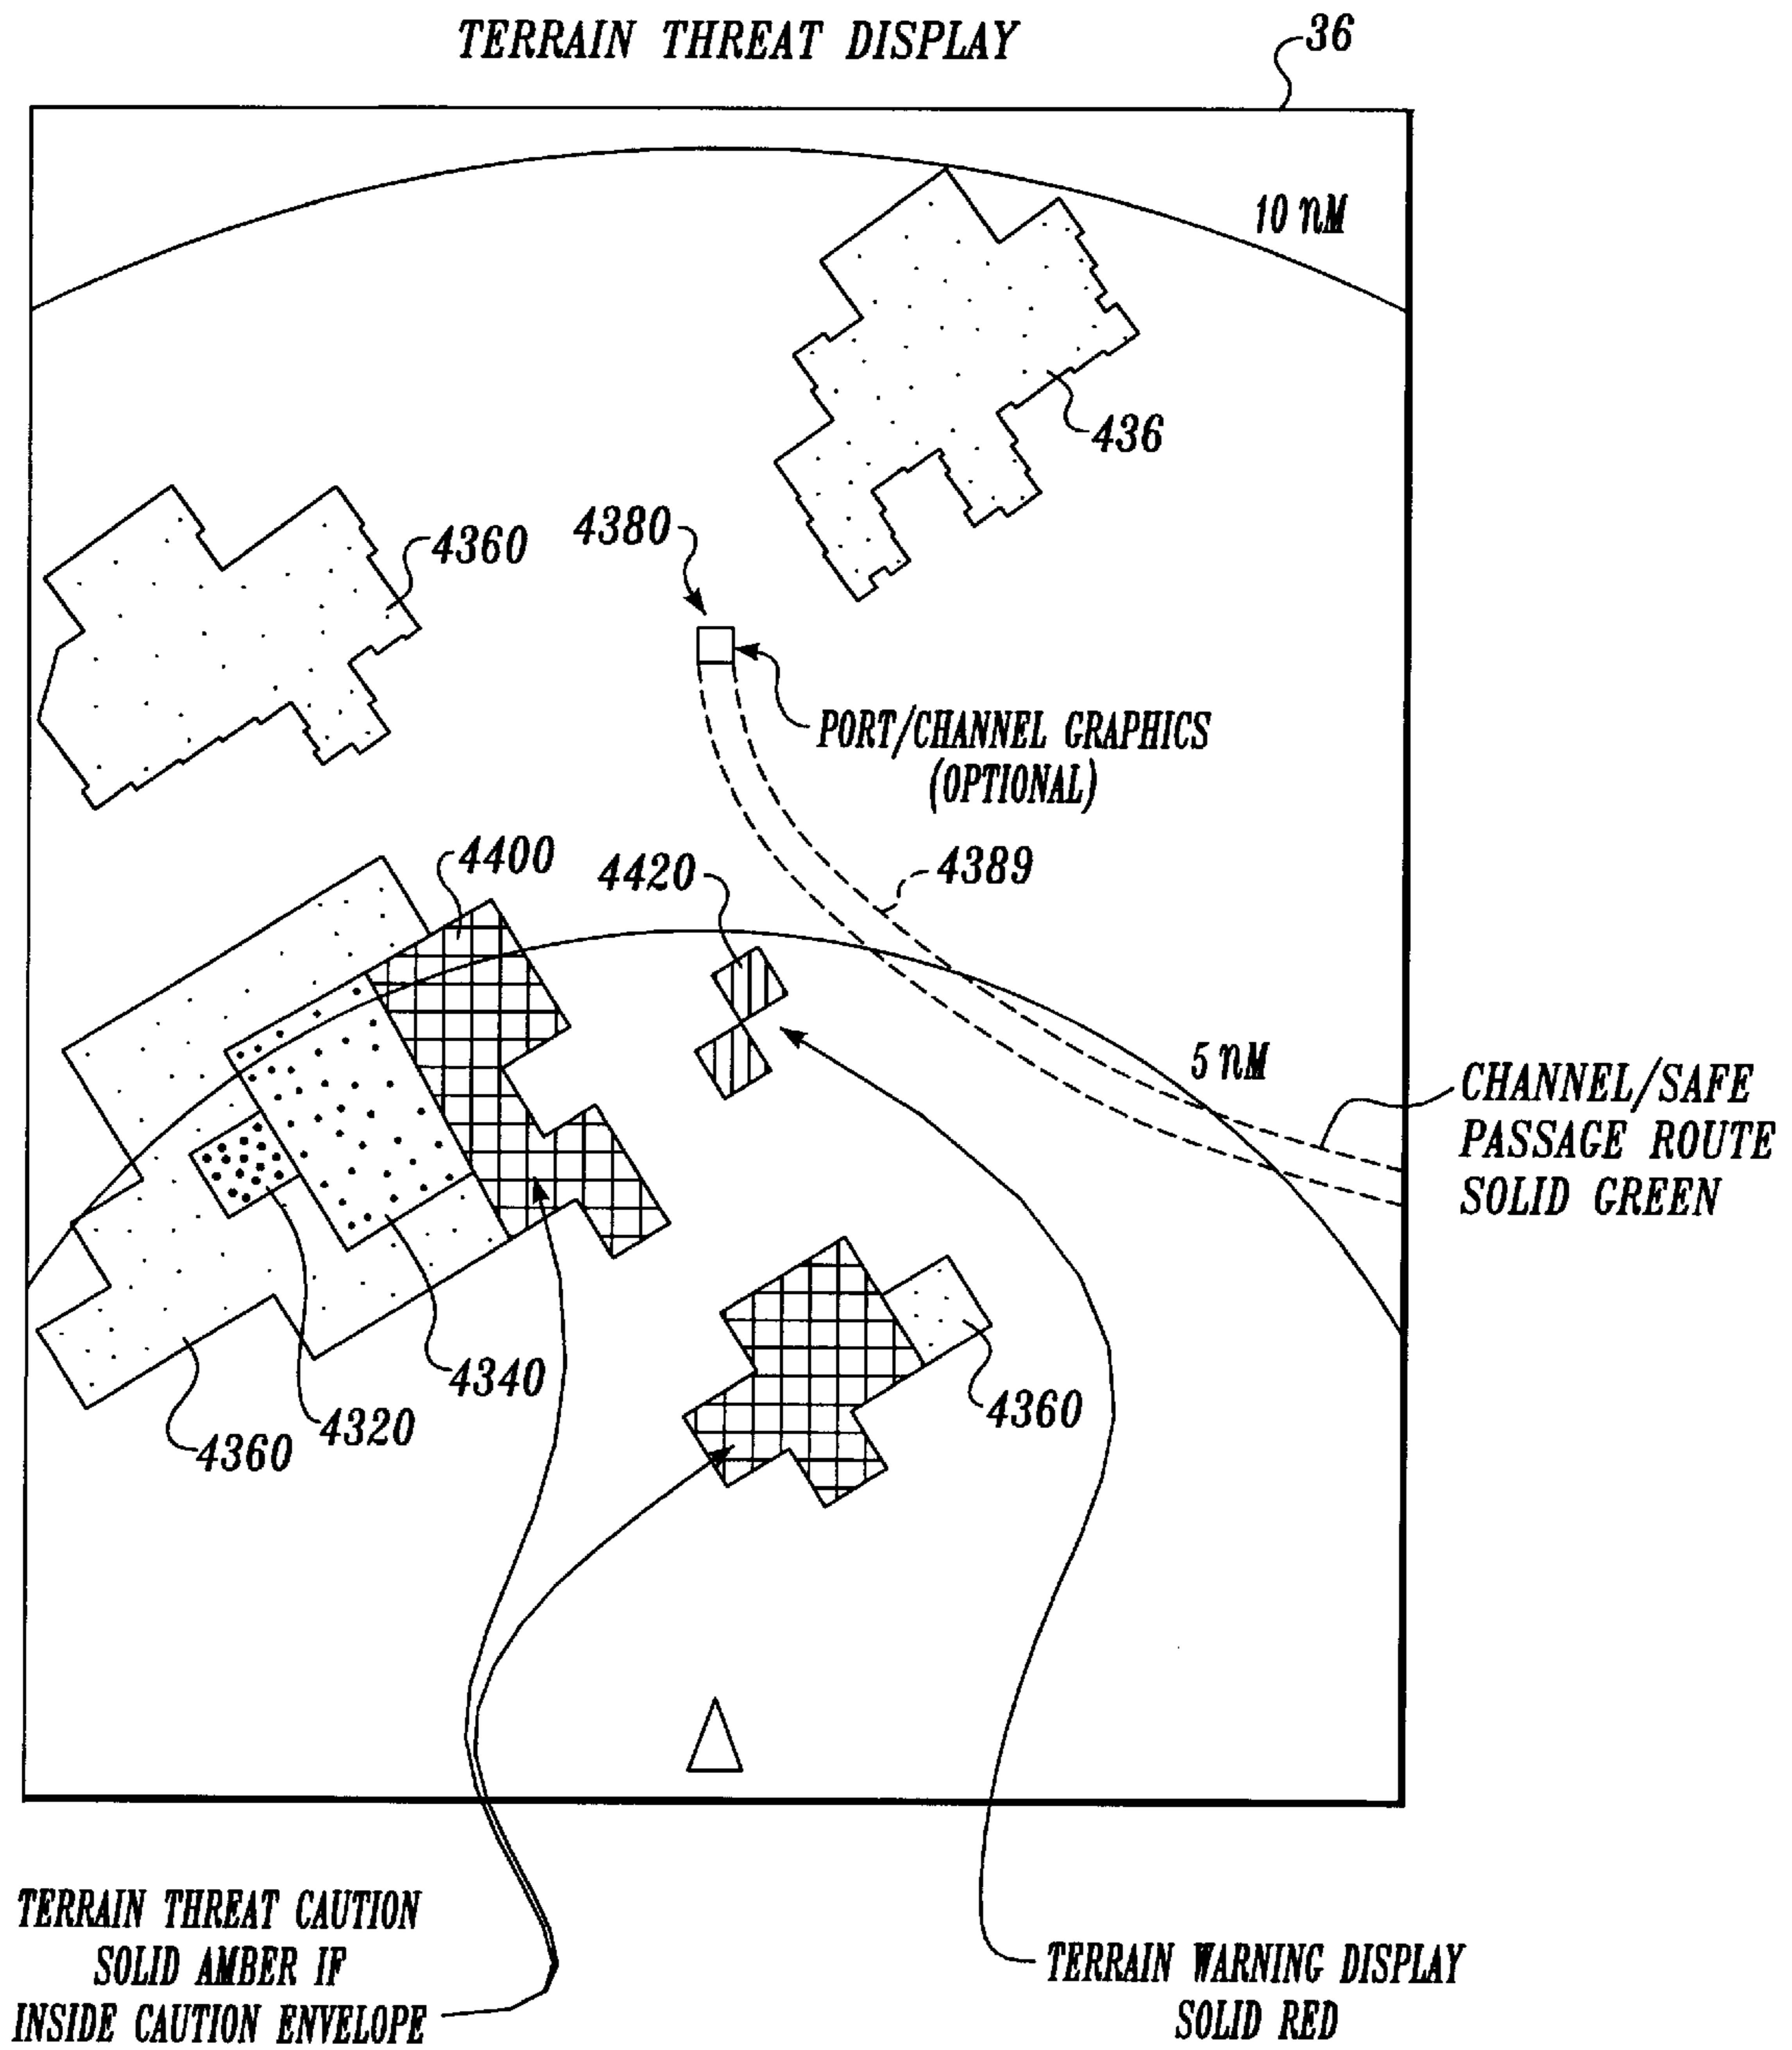 TERRAIN THREAT DISPLAY
36
10 nM
436
4360
4380
PORT/CHANNEL GRAPHICS
(OPTIONAL)
4400
4420
4389
5 nM
CHANNEL/SAFE
PASSAGE ROUTE
SOLID GREEN
4340
4320
4360
4360
TERRAIN THREAT CAUTION
SOLID AMBER IF
INSIDE CAUTION ENVELOPE
TERRAIN WARNING DISPLAY
SOLID RED